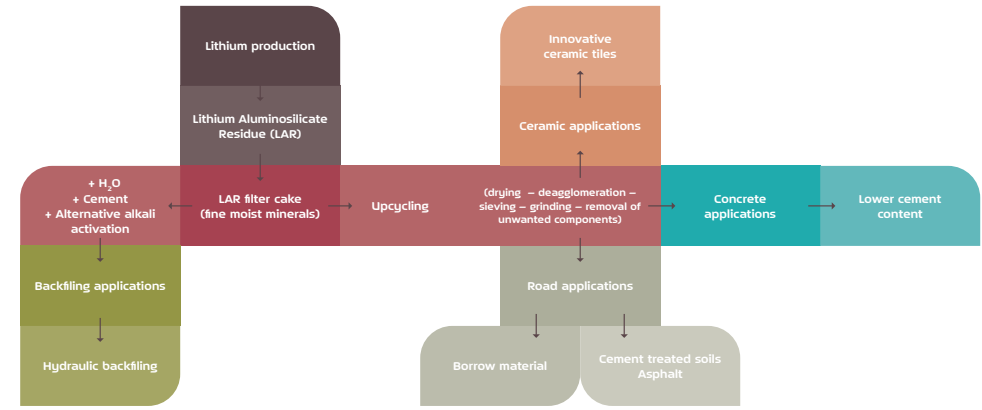 Lithium production
Innovative
ceramic tiles
Lithium Aluminosilicate
Residue (LAR)
Ceramic applications
+ H₂O
+ Cement
+ Alternative alkali
activation
LAR filter cake
(fine moist minerals)
Upcycling
(drying – deagglomeration –
sieving – grinding – removal of
unwanted components)
Concrete
applications
Lower cement
content
Backfiling applications
Road applications
Hydraulic backfiling
Borrow material
Cement treated soils
Asphalt